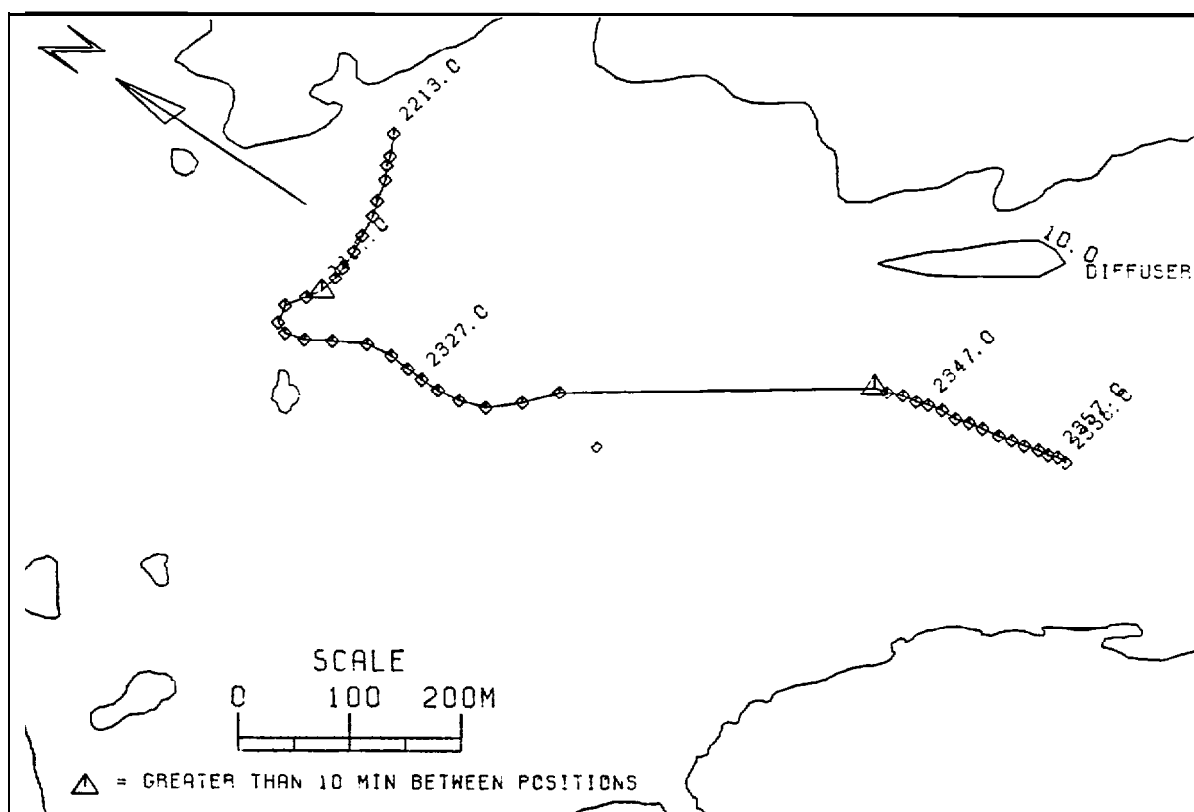 N
2213.0
10.0
DIFFUSER
2327.0
2347.0
SCALE
0 100 200M
= GREATER THAN 10 MIN BETWEEN POSITIONS